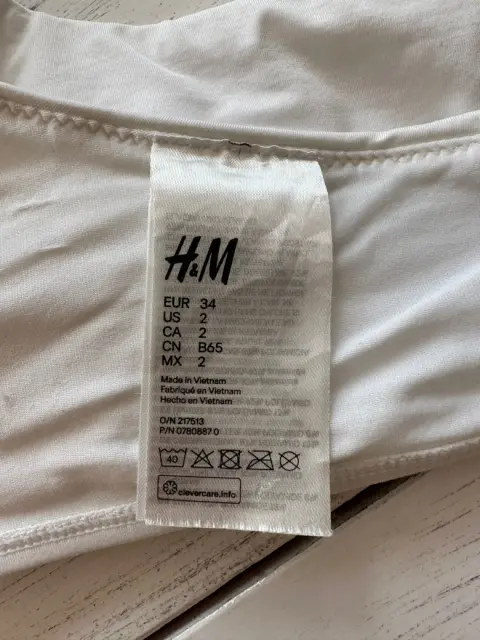 H&M
EUR 34
US 2
CA 2
CN B65
MX 2
Made in Vietnam
Fabriqué en Vietnam
Hecho en Vietnam
O/N 217513
P/N 0780887 0
40
clevercare.info